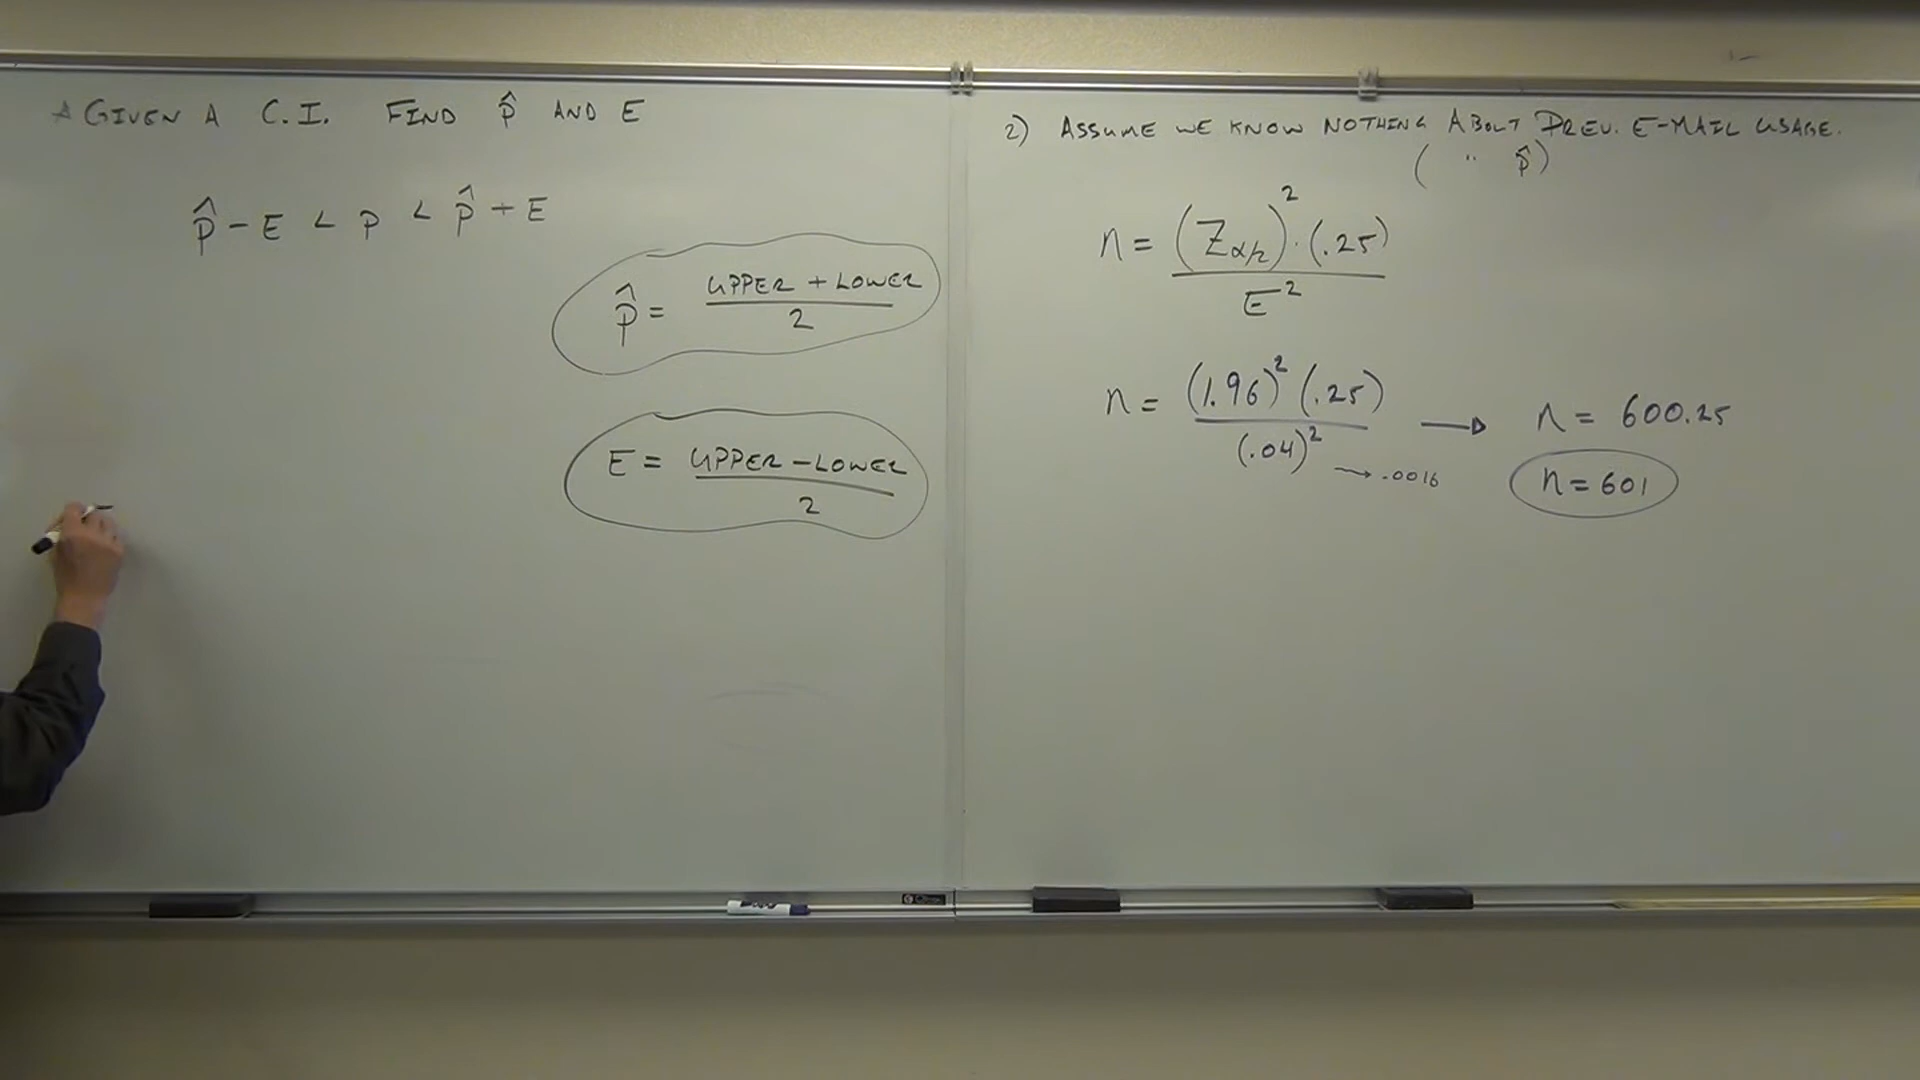 GIVEN A C.I. FIND p̂ AND E
p̂ - E < p < p̂ + E
p̂ = UPPER + LOWER / 2
E = UPPER - LOWER / 2
2) ASSUME WE KNOW NOTHING ABOUT PREV. E-MAIL USAGE.
( " p̂)
n = (Zα/2)² · (.25) / E²
n = (1.96)² (.25) / (.04)² → n = 600.25
→ .0016
n = 601